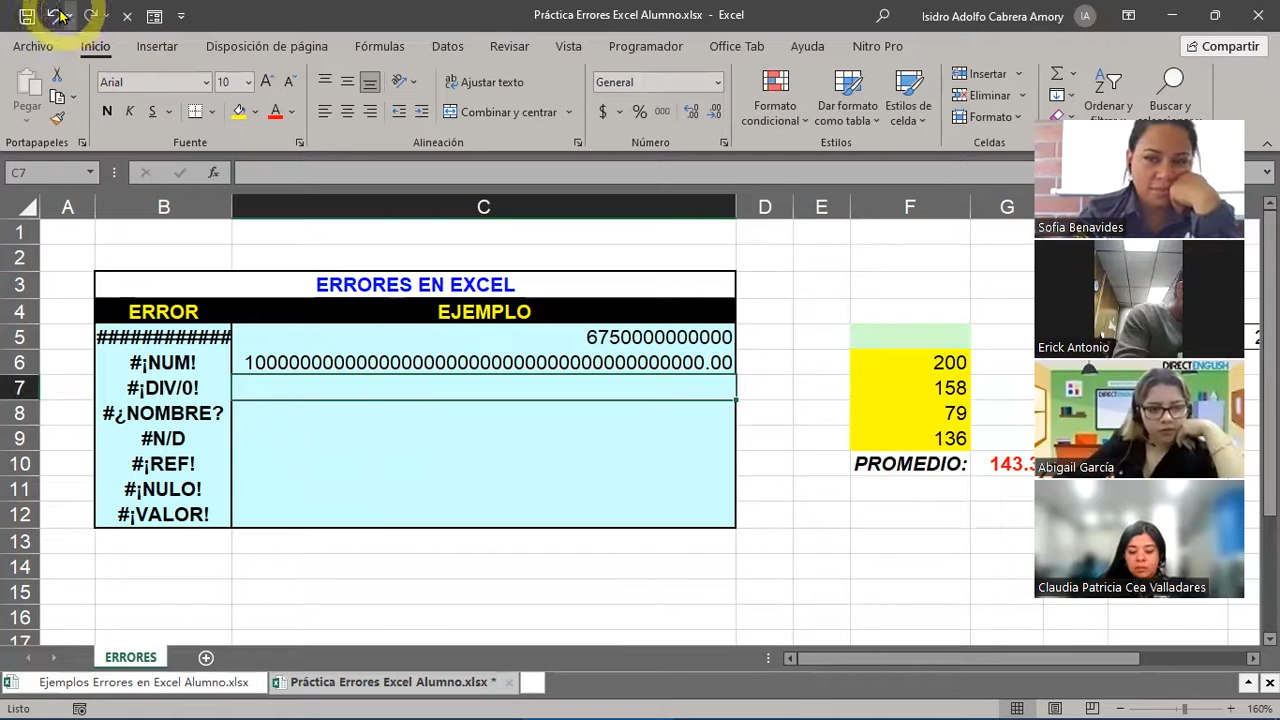 Práctica Errores Excel Alumno.xlsx - Excel
Isidro Adolfo Cabrera Amory
IA
Archivo Inicio Insertar Disposición de página Fórmulas Datos Revisar Vista Programador Office Tab Ayuda Nitro Pro
Compartir
Pegar
Arial 10
N K S
Ajustar texto
Combinar y centrar
General
$ % 000
Formato condicional
Dar formato como tabla
Estilos de celda
Insertar
Eliminar
Formato
Ordenar y filtrar
Buscar y
Portapapeles Fuente Alineación Número Estilos Celdas
C7
fx
A B C D E F G
1
2
3 ERRORES EN EXCEL
4 ERROR EJEMPLO
5 ############ 6750000000000
6 #¡NUM! 200
7 #¡DIV/0! 158
8 #¿NOMBRE? 79
9 #N/D 136
10 #¡REF! PROMEDIO: 143.3
11 #¡NULO!
12 #¡VALOR!
13
14
15
16
17
Sofia Benavides
Erick Antonio
DIRECT ENGLISH
Abigail García
Claudia Patricia Cea Valladares
ERRORES
Ejemplos Errores en Excel Alumno.xlsx
Práctica Errores Excel Alumno.xlsx *
Listo
160%